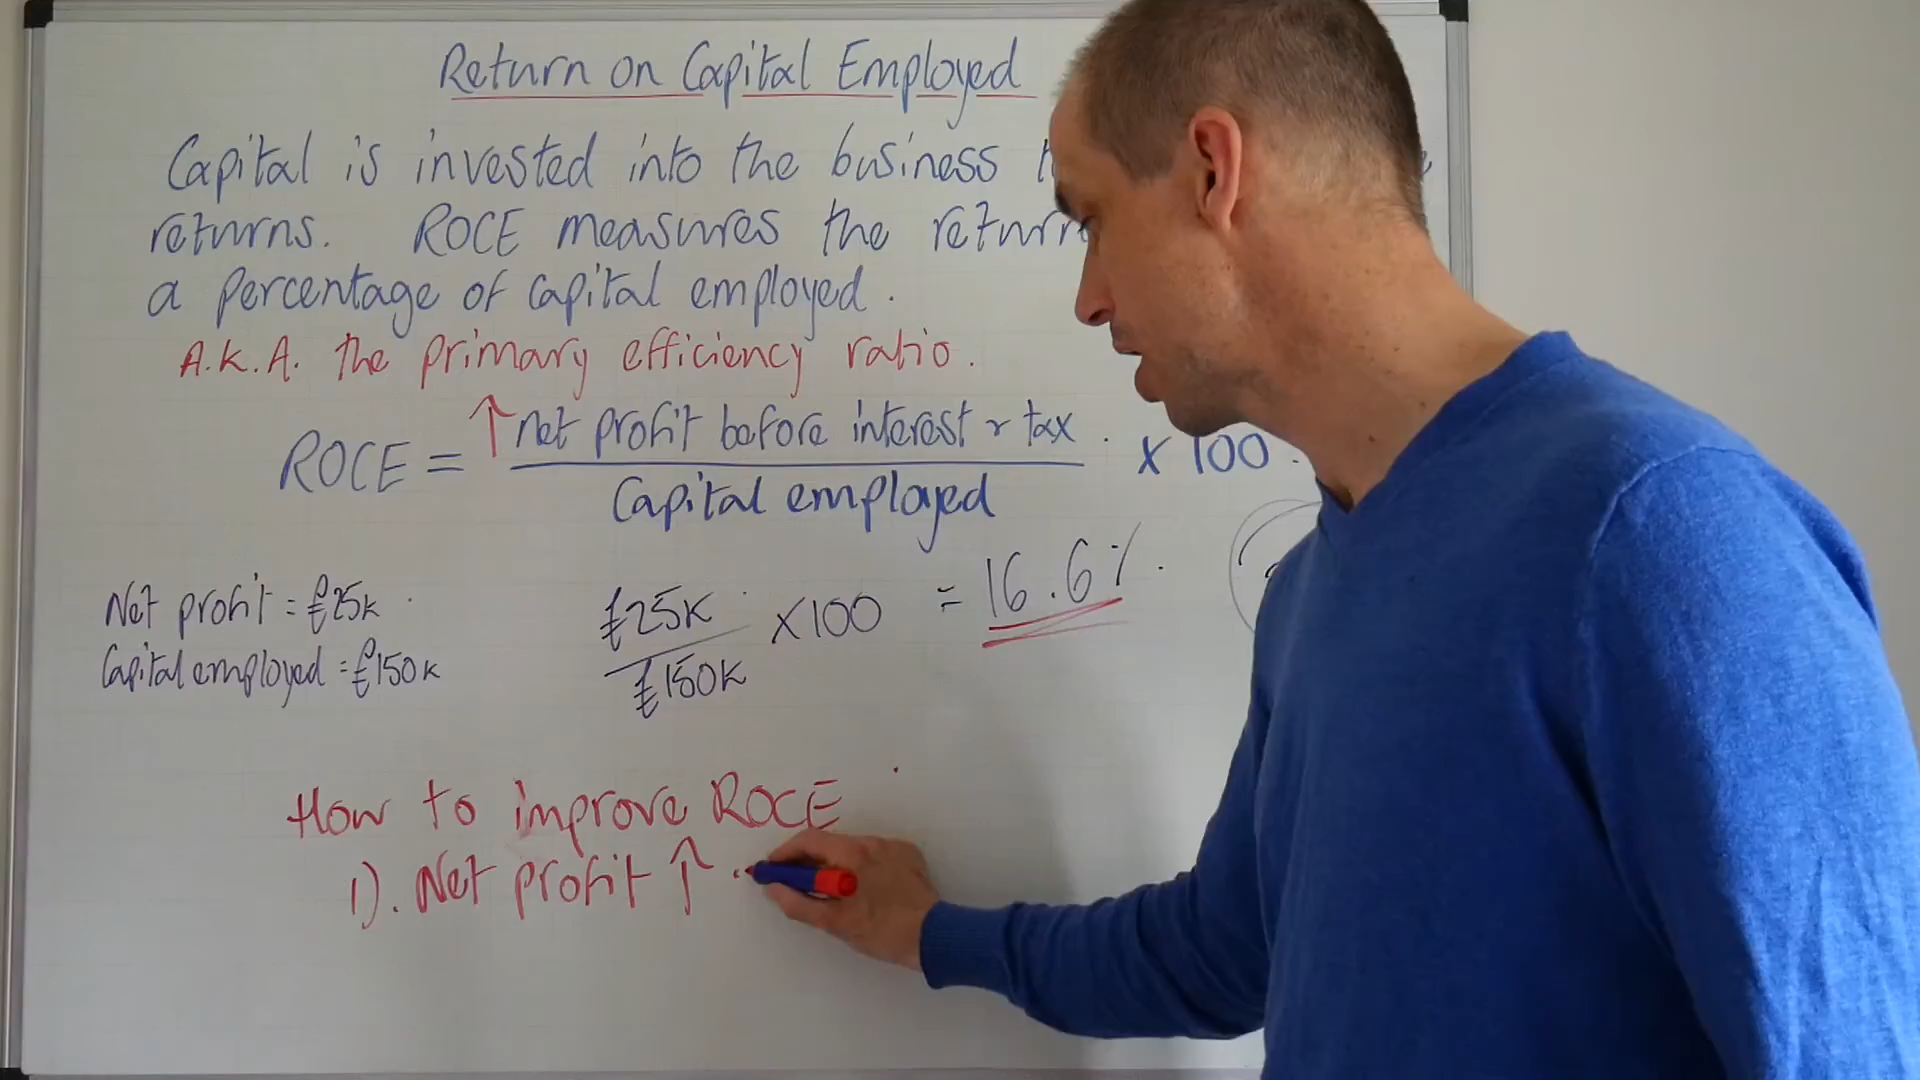 Return on Capital Employed
Capital is invested into the business
returns. ROCE measures the return
a percentage of capital employed.
A.K.A. the primary efficiency ratio.
ROCE = ↑ net profit before interest & tax × 100
Capital employed
Net profit = £25k
Capital employed = £150k
£25K × 100 = 16.6%
£150K
How to improve ROCE
1). Net profit ↑